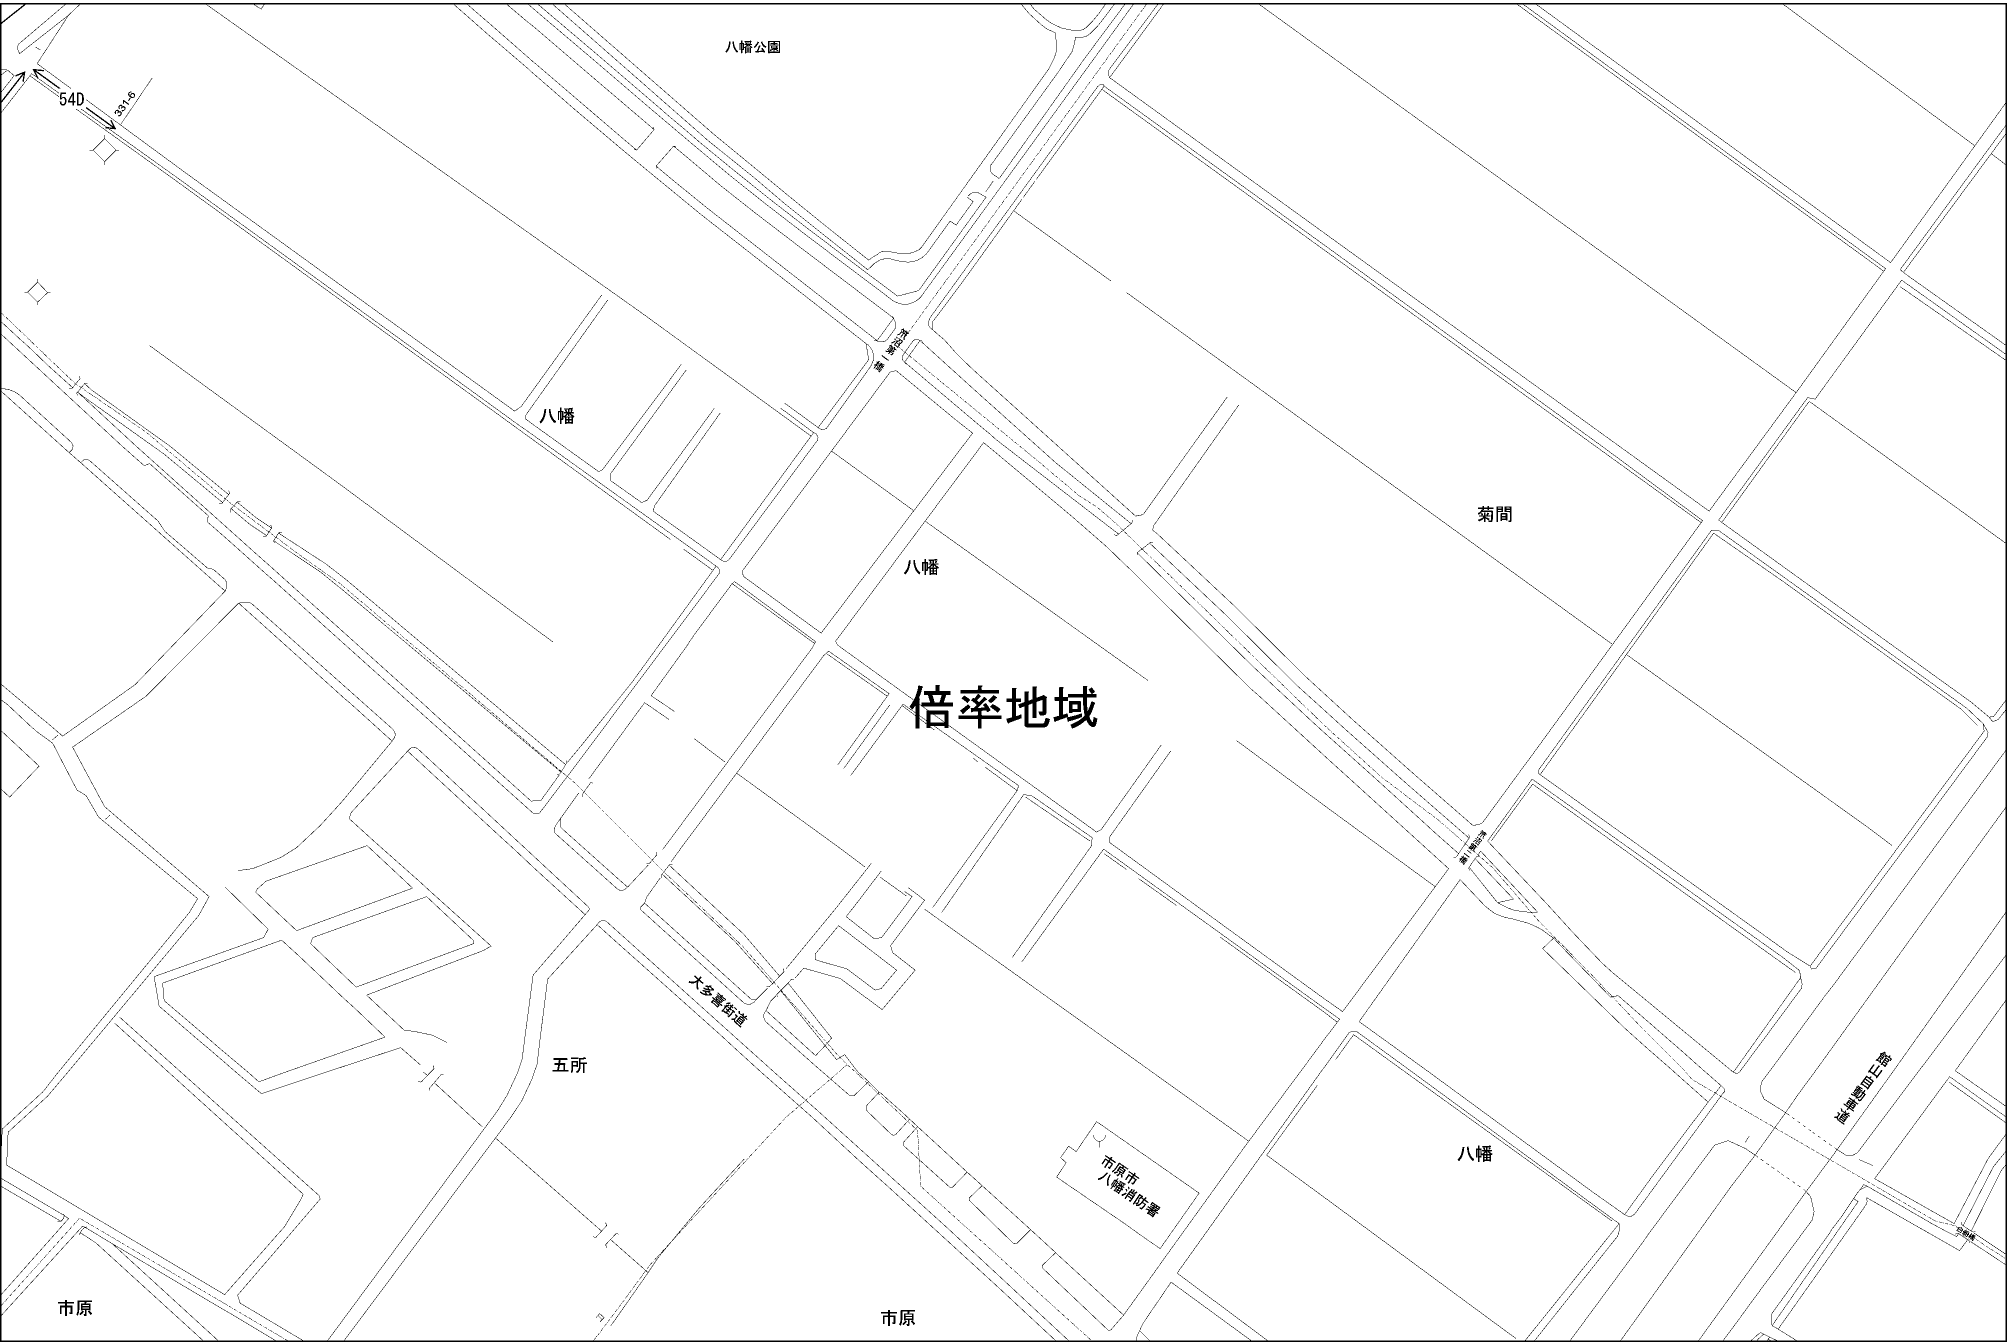 八幡公園
54D
331-6
八幡
菊間
八幡
倍率地域
大多喜街道
五所
館山自動車道
八幡
市原市
八幡消防署
市原
市原